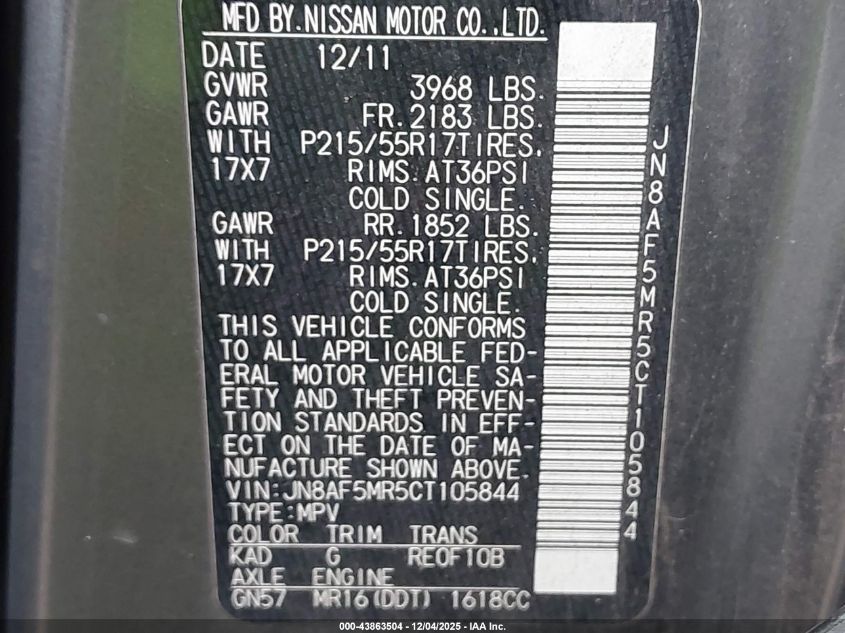 MFD BY.NISSAN MOTOR CO.,LTD.
DATE 12/11
GVWR 3968 LBS.
GAWR FR.2183 LBS.
WITH P215/55R17TIRES,
17X7 RIMS.AT36PSI
COLD SINGLE.
GAWR RR.1852 LBS.
WITH P215/55R17TIRES,
17X7 RIMS.AT36PSI
COLD SINGLE.
THIS VEHICLE CONFORMS
TO ALL APPLICABLE FED-
ERAL MOTOR VEHICLE SA-
FETY AND THEFT PREVEN-
TION STANDARDS IN EFF-
ECT ON THE DATE OF MA-
NUFACTURE SHOWN ABOVE.
VIN:JN8AF5MR5CT105844
TYPE:MPV
COLOR TRIM TRANS
KAD G RE0F10B
AXLE ENGINE
GN57 MR16(DDT) 1618CC
JN8AF5MR5CT105844
000-43863504 - 12/04/2025 - IAA Inc.